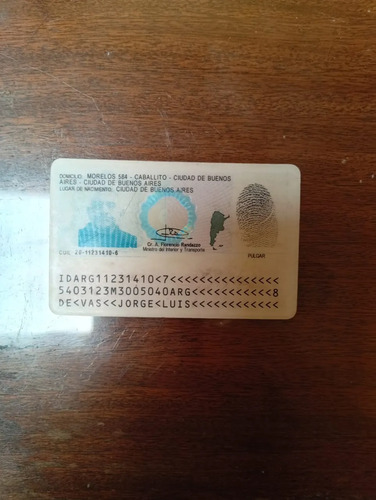 DOMICILIO: MORELOS 584 - CABALLITO - CIUDAD DE BUENOS
AIRES - CIUDAD DE BUENOS AIRES
LUGAR DE NACIMIENTO: CIUDAD DE BUENOS AIRES
Dr. A. Florencio Randazzo
Ministro del Interior y Transporte
CUIL: 20-11231410-6
PULGAR
IDARG11231410<7<<<<<<<<<<<<<<<
5403123M3005040ARG<<<<<<<<<<<8
DE<VAS<<JORGE<LUIS<<<<<<<<<<<<